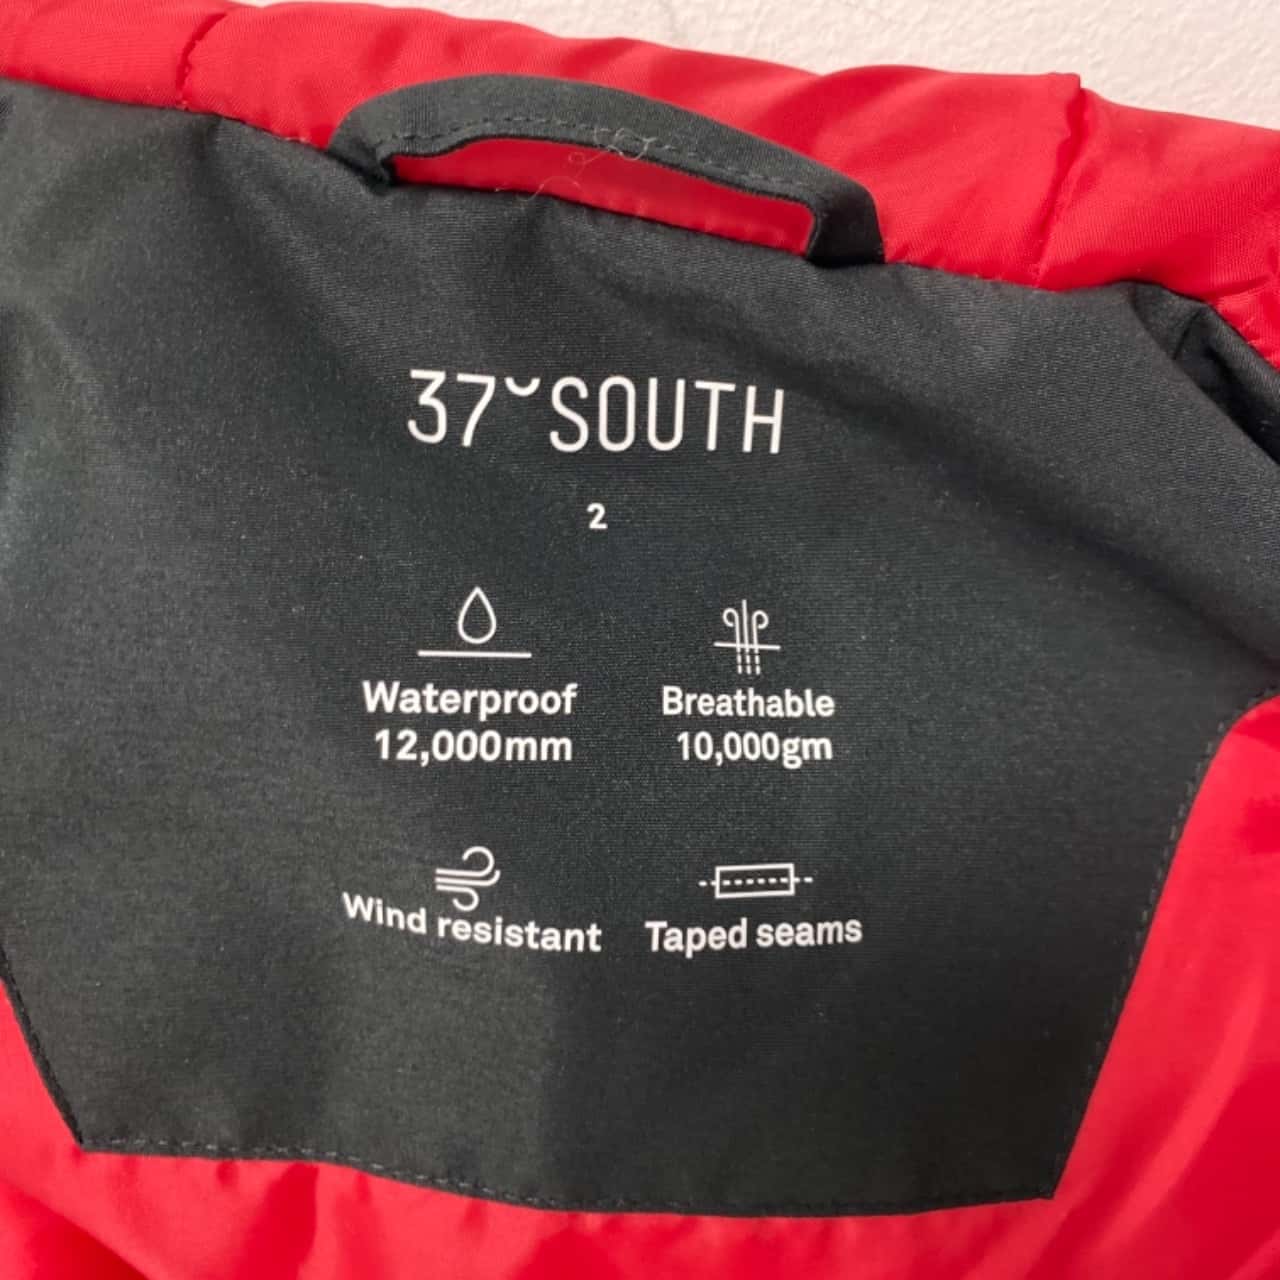 37˘SOUTH
2
Waterproof
12,000mm
Breathable
10,000gm
Wind resistant
Taped seams